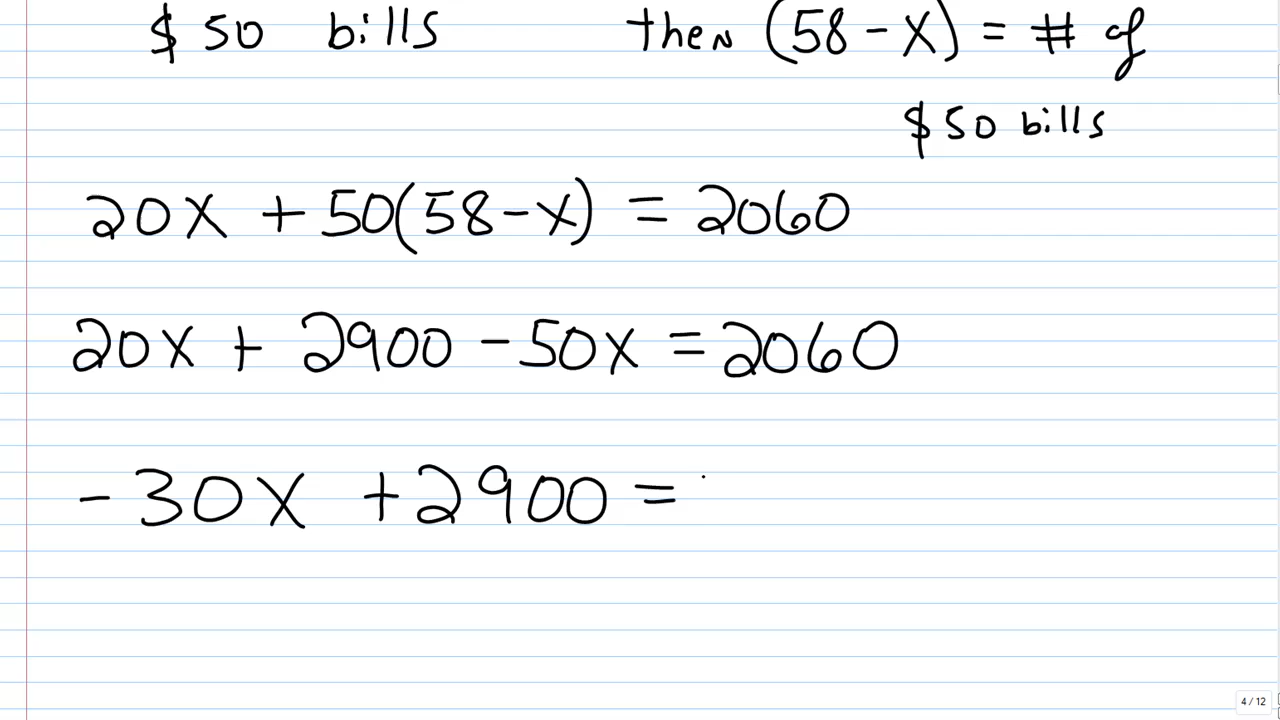 $50 bills then (58 - x) = # of
$50 bills
20x + 50(58 - x) = 2060
20x + 2900 - 50x = 2060
-30x + 2900 =
4 / 12